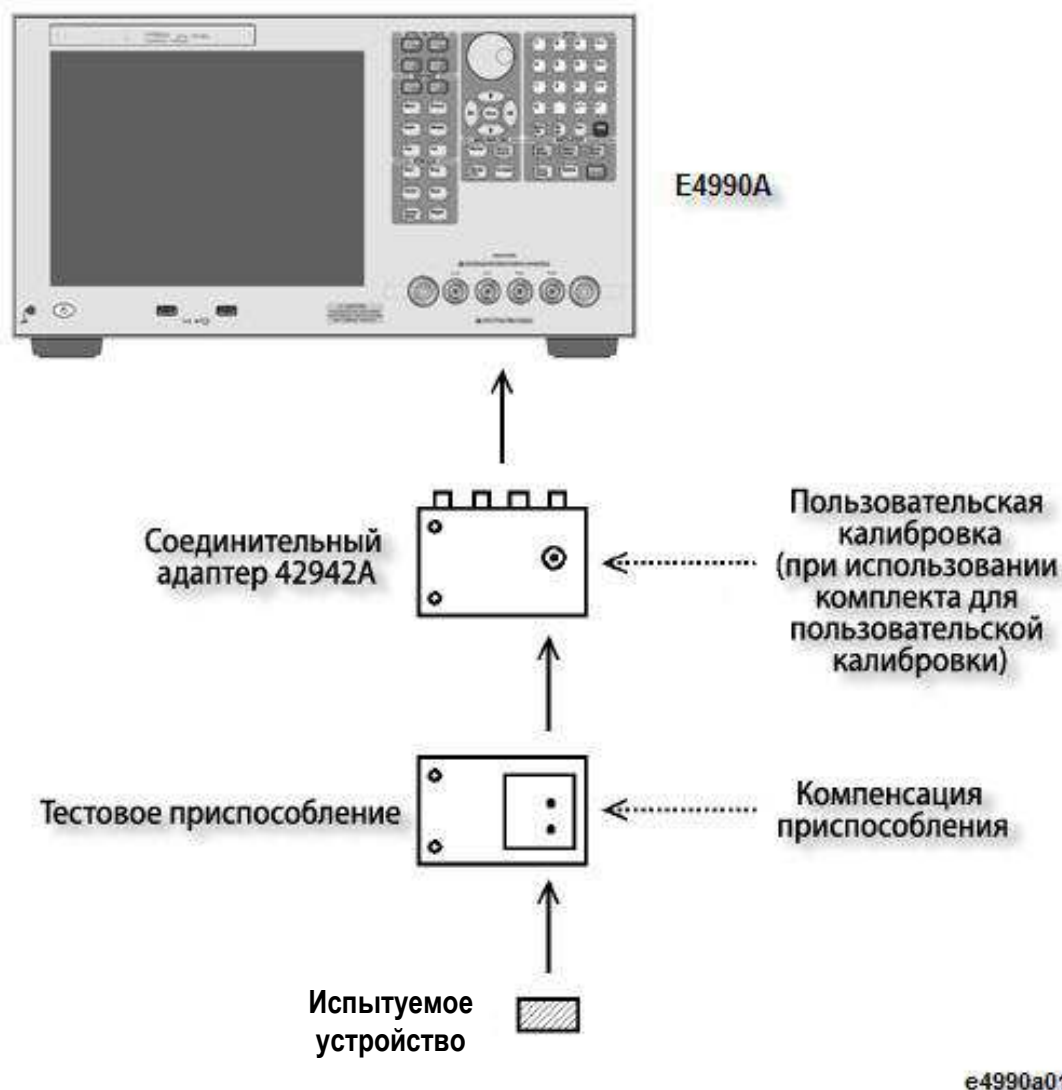 E4990A
Соединительный
адаптер 42942A
Пользовательская
калибровка
(при использовании
комплекта для
пользовательской
калибровки)
Тестовое приспособление
Компенсация
приспособления
Испытуемое
устройство